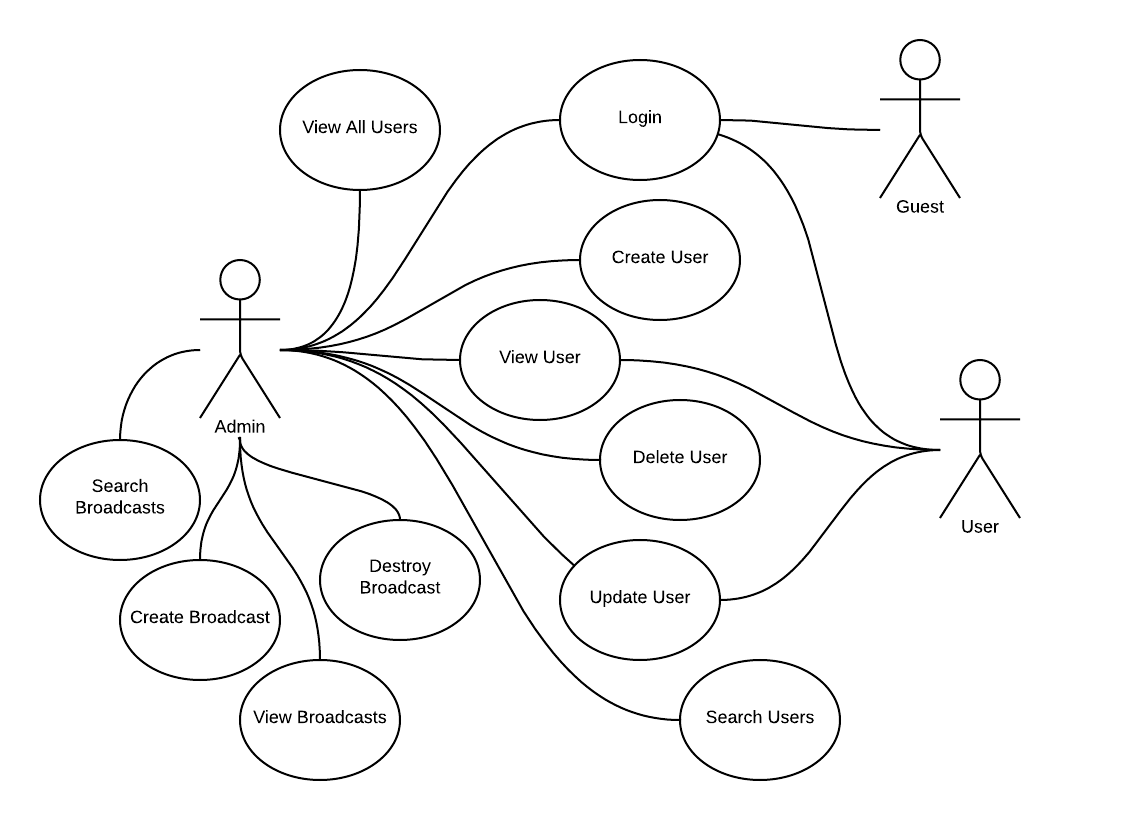 View All Users
Login
Guest
Create User
View User
Admin
Delete User
Search
Broadcasts
User
Destroy
Broadcast
Create Broadcast
Update User
View Broadcasts
Search Users